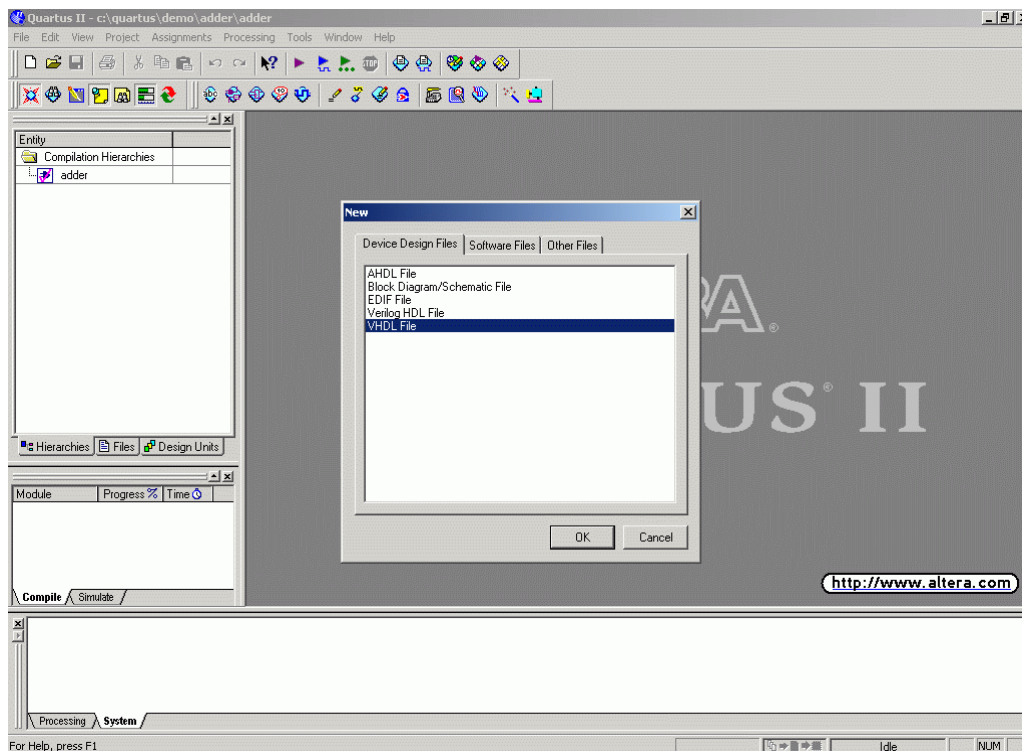 Quartus II - c:\quartus\demo\adder\adder
File Edit View Project Assignments Processing Tools Window Help
STOP
Entity
Compilation Hierarchies
adder
Hierarchies Files Design Units
Module Progress % Time
Compile Simulate
New
Device Design Files Software Files Other Files
AHDL File
Block Diagram/Schematic File
EDIF File
Verilog HDL File
VHDL File
OK Cancel
US® II
http://www.altera.com
Processing System
For Help, press F1
Idle
NUM